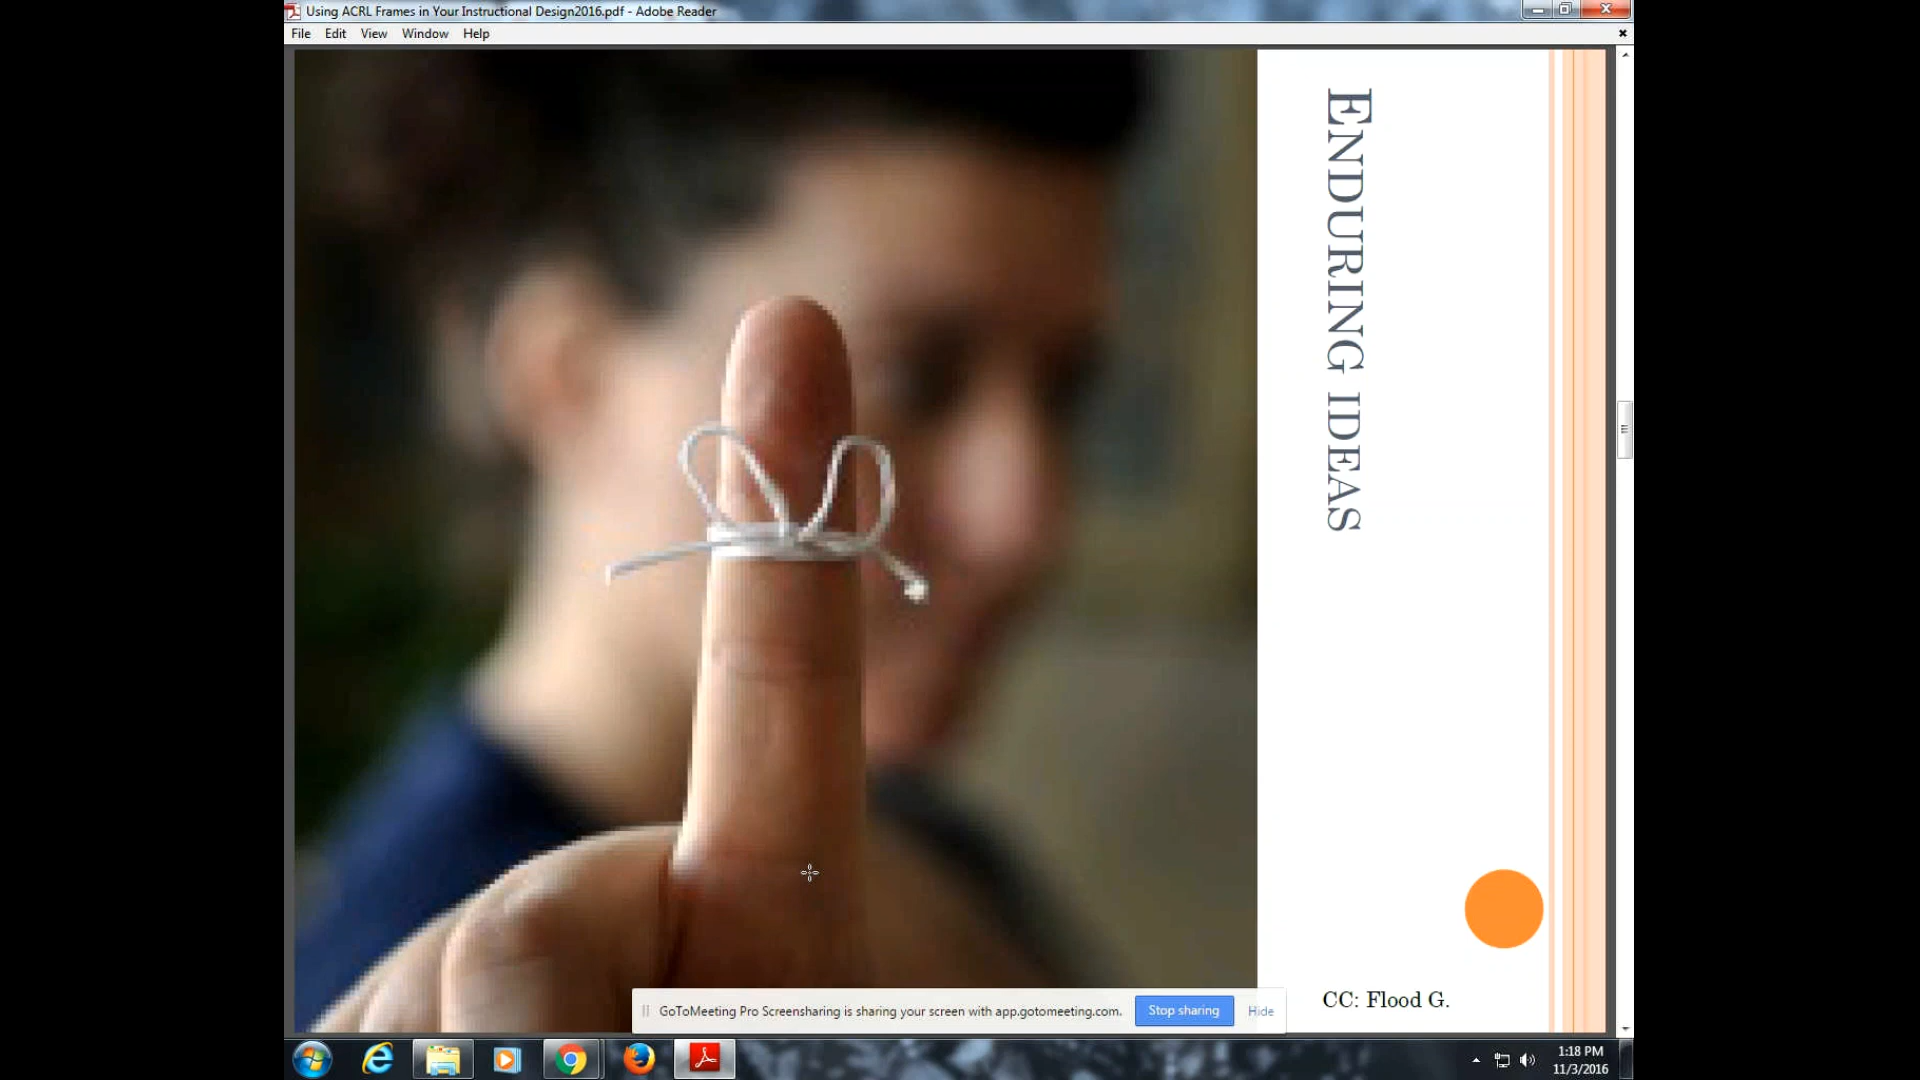 Using ACRL Frames in Your Instructional Design2016.pdf - Adobe Reader
File Edit View Window Help
ENDURING IDEAS
CC: Flood G.
GoToMeeting Pro Screensharing is sharing your screen with app.gotomeeting.com. Stop sharing Hide
1:18 PM
11/3/2016